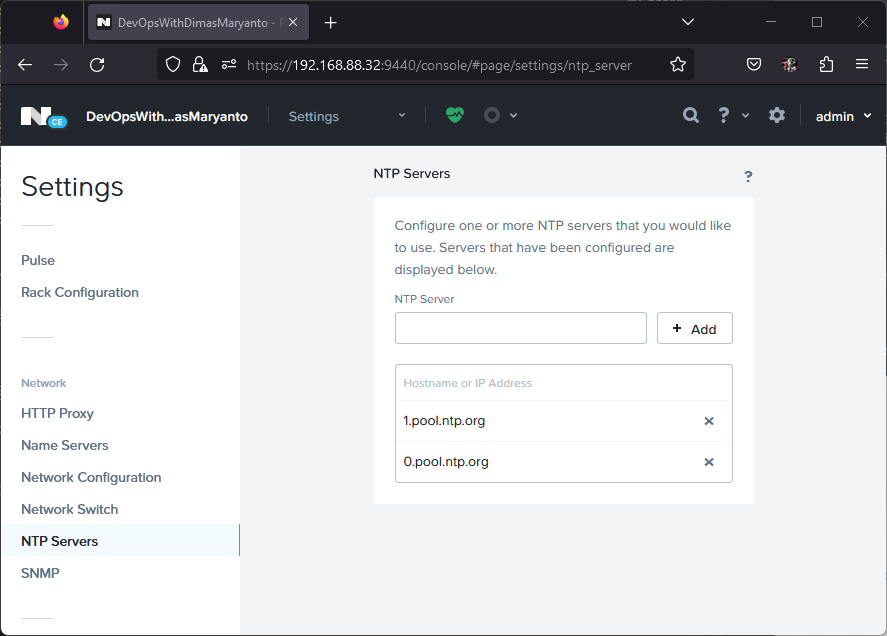 DevOpsWithDimasMaryanto -
https://192.168.88.32:9440/console/#page/settings/ntp_server
N CE
DevOpsWith...asMaryanto
Settings
?
admin
Settings
Pulse
Rack Configuration
Network
HTTP Proxy
Name Servers
Network Configuration
Network Switch
NTP Servers
SNMP
NTP Servers
?
Configure one or more NTP servers that you would like
to use. Servers that have been configured are
displayed below.
NTP Server
+ Add
Hostname or IP Address
1.pool.ntp.org
0.pool.ntp.org